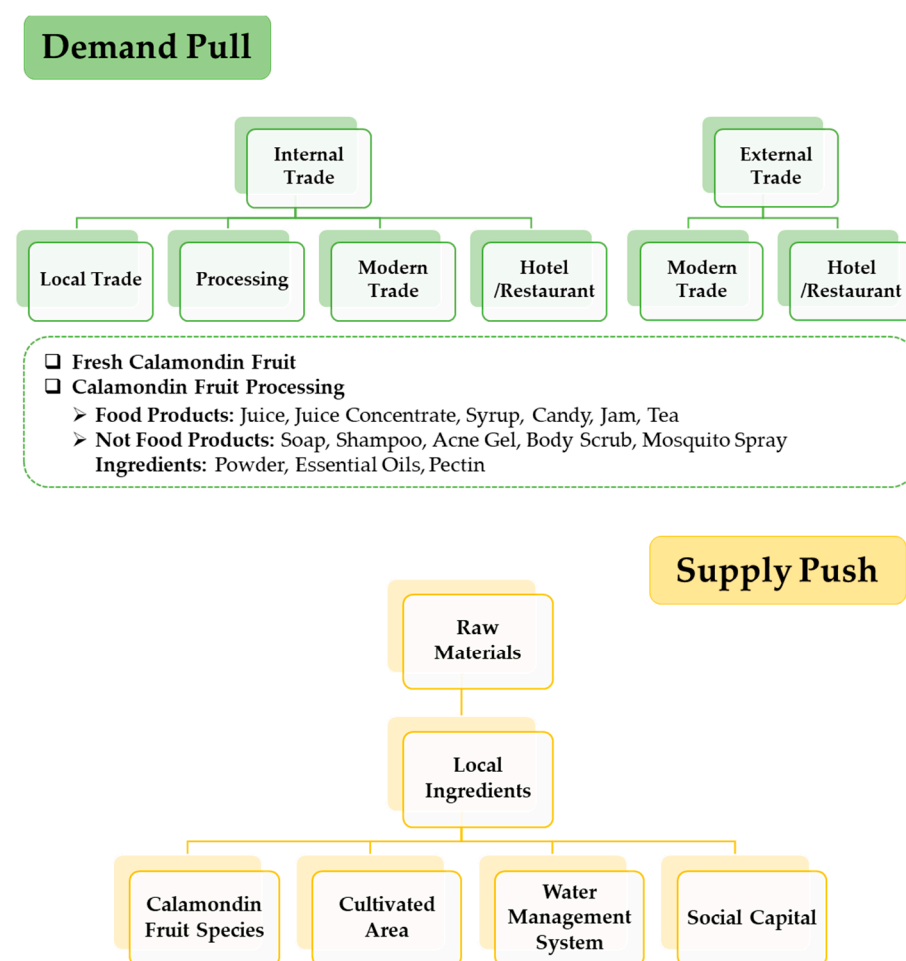 Demand Pull
Internal
Trade
External
Trade
Local Trade
Processing
Modern
Trade
Hotel
/Restaurant
Modern
Trade
Hotel
/Restaurant
❑ Fresh Calamondin Fruit
❑ Calamondin Fruit Processing
➢ Food Products: Juice, Juice Concentrate, Syrup, Candy, Jam, Tea
➢ Not Food Products: Soap, Shampoo, Acne Gel, Body Scrub, Mosquito Spray
Ingredients: Powder, Essential Oils, Pectin
Supply Push
Raw
Materials
Local
Ingredients
Calamondin
Fruit Species
Cultivated
Area
Water
Management
System
Social Capital